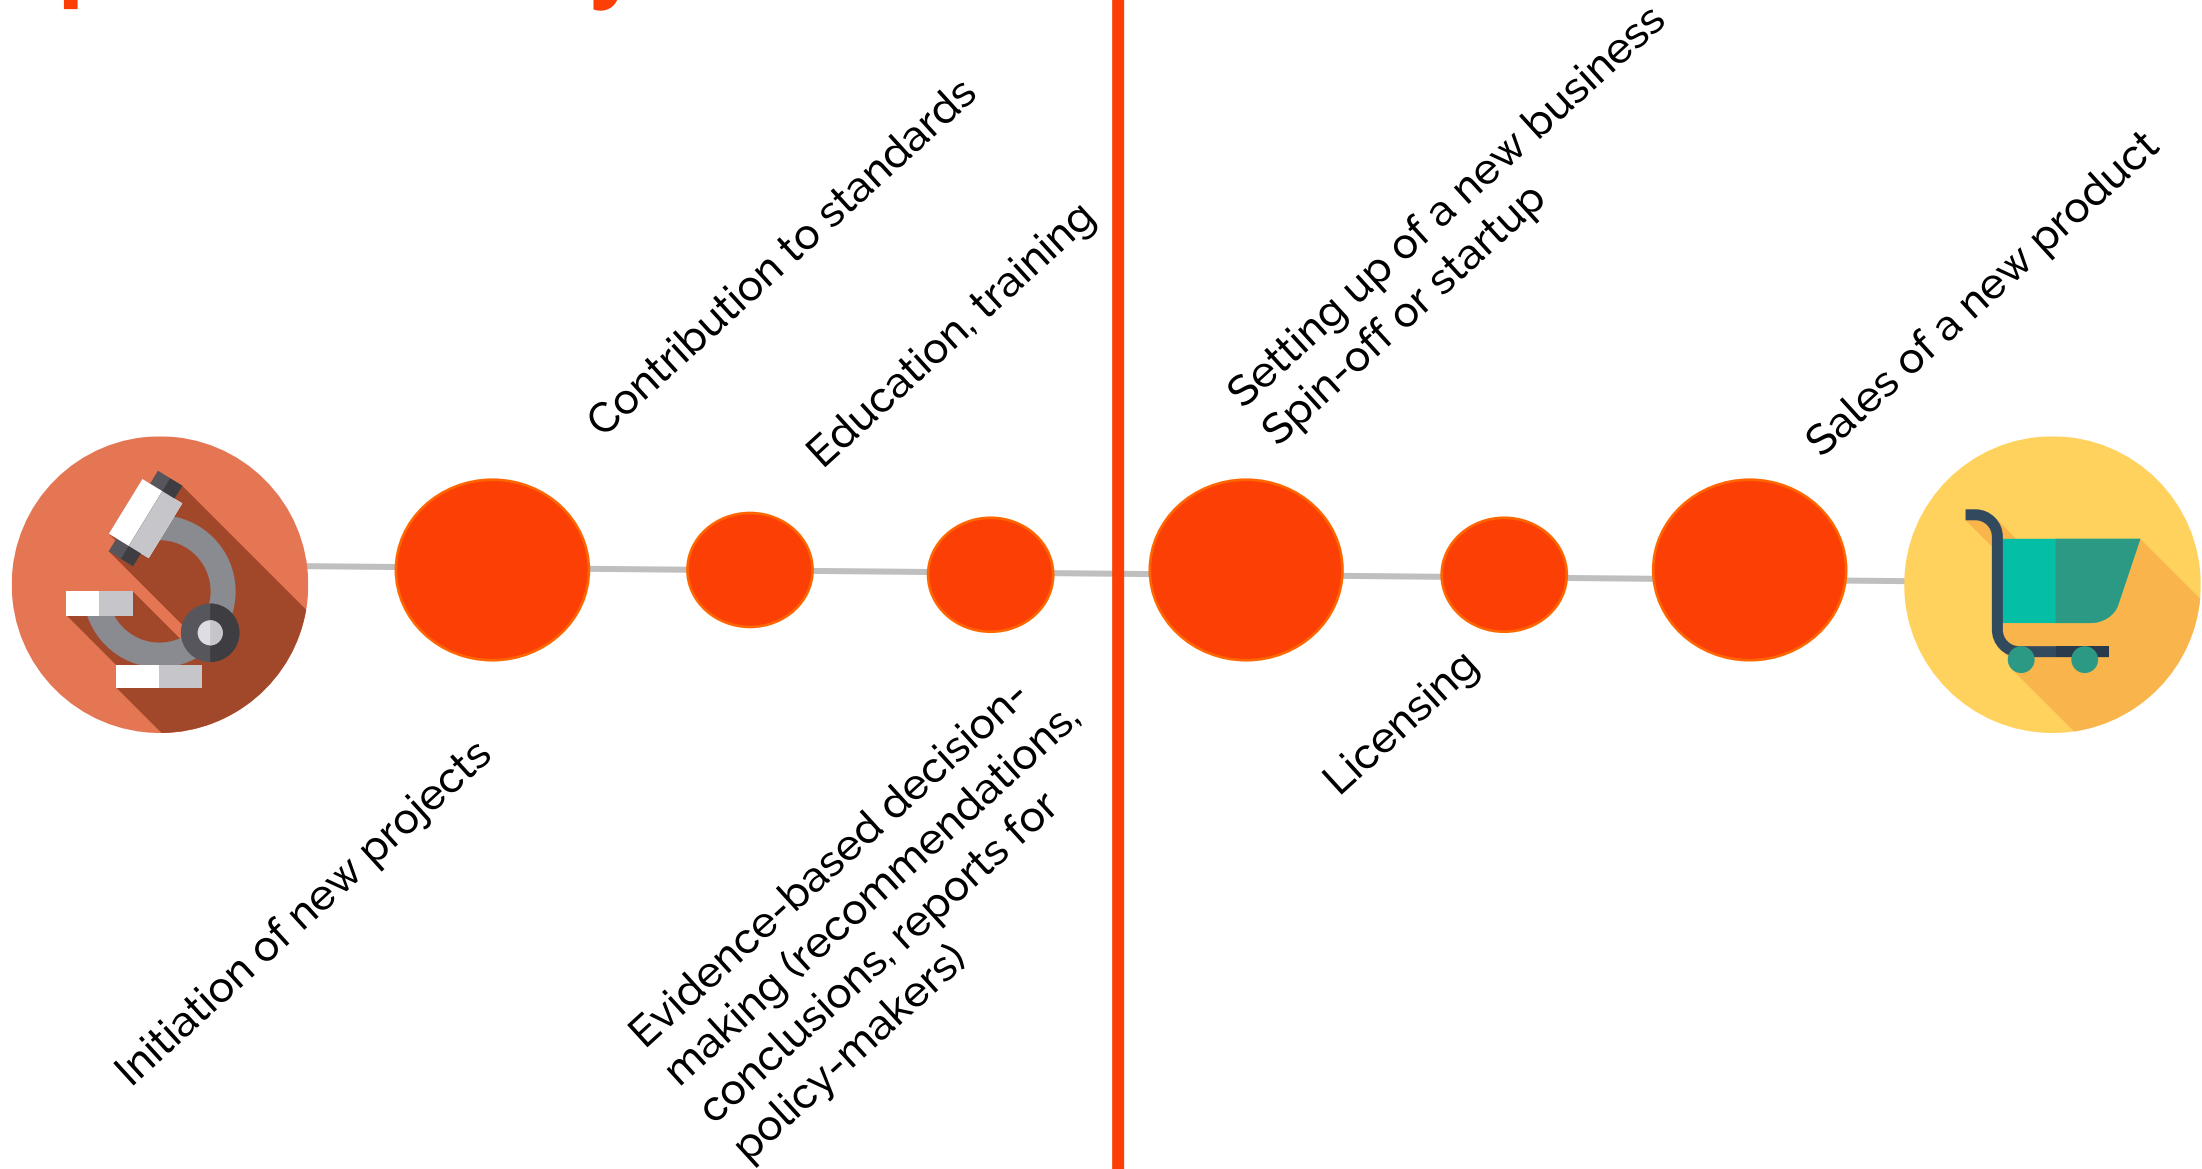 Contribution to standards
Education, training
Setting up of a new business
Spin-off or startup
Sales of a new product
Initiation of new projects
Evidence-based decision-
making (recommendations,
conclusions, reports for
policy-makers)
Licensing